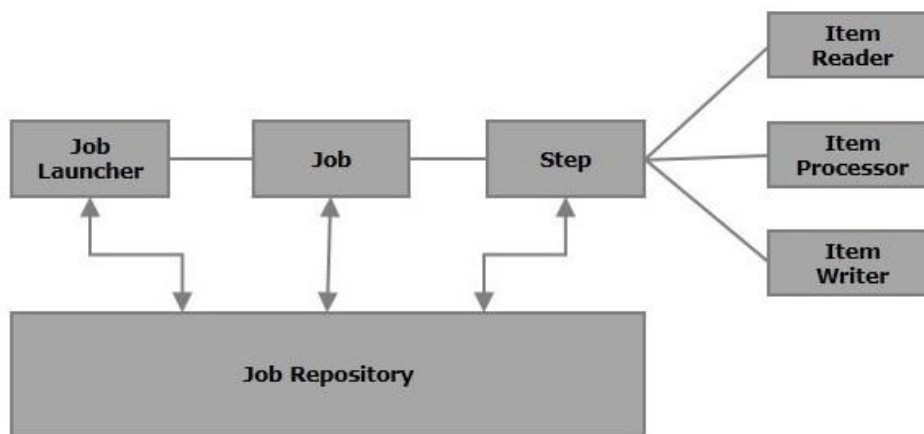 Item
Reader
Job
Launcher
Job
Step
Item
Processor
Item
Writer
Job Repository